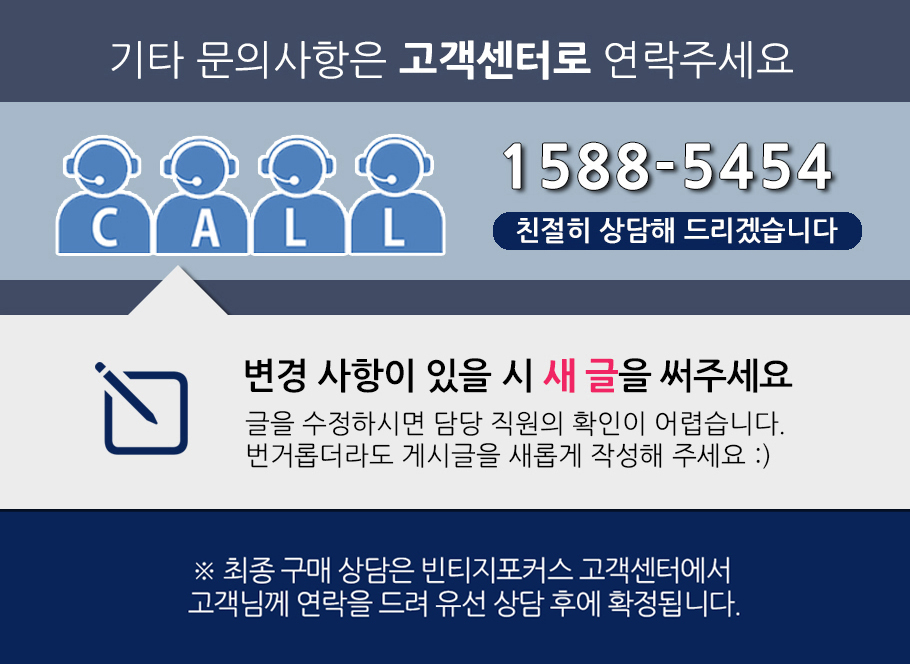 기타 문의사항은 고객센터로 연락주세요
CALL
1588-5454
친절히 상담해 드리겠습니다
변경 사항이 있을 시 새 글을 써주세요
글을 수정하시면 담당 직원의 확인이 어렵습니다.
번거롭더라도 게시글을 새롭게 작성해 주세요 :)
※ 최종 구매 상담은 빈티지포커스 고객센터에서
고객님께 연락을 드려 유선 상담 후에 확정됩니다.